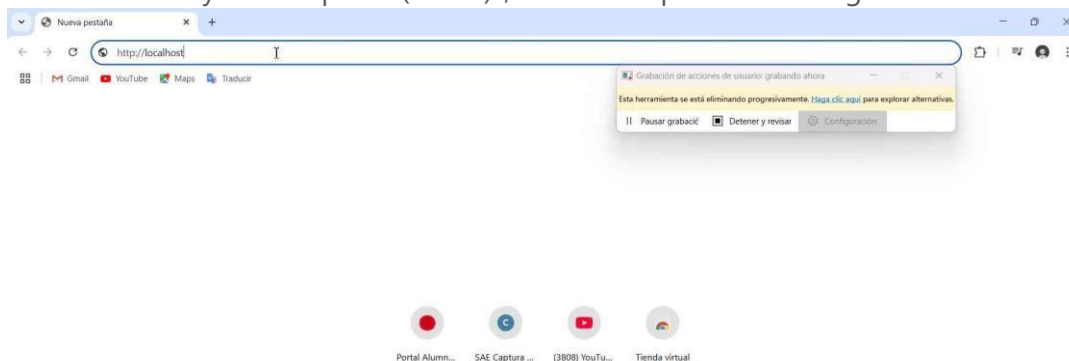 Nueva pestaña
http://localhost
Gmail YouTube Maps Traducir
Grabación de acciones de usuario: grabando ahora
Esta herramienta se está eliminando progresivamente. Haga clic aquí para explorar alternativas.
Pausar grabació Detener y revisar Configuración
Portal Alumn... SAE Captura ... (3808) YouTu... Tienda virtual